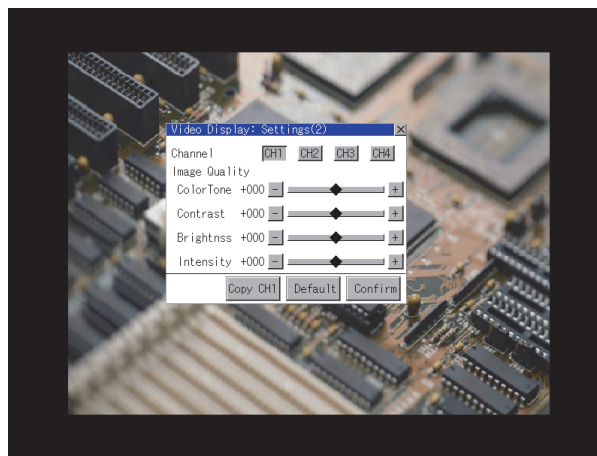 Video Display: Settings(2) ×
Channel CH1 CH2 CH3 CH4
Image Quality
ColorTone +000 - +
Contrast +000 - +
Brightnss +000 - +
Intensity +000 - +
Copy CH1 Default Confirm